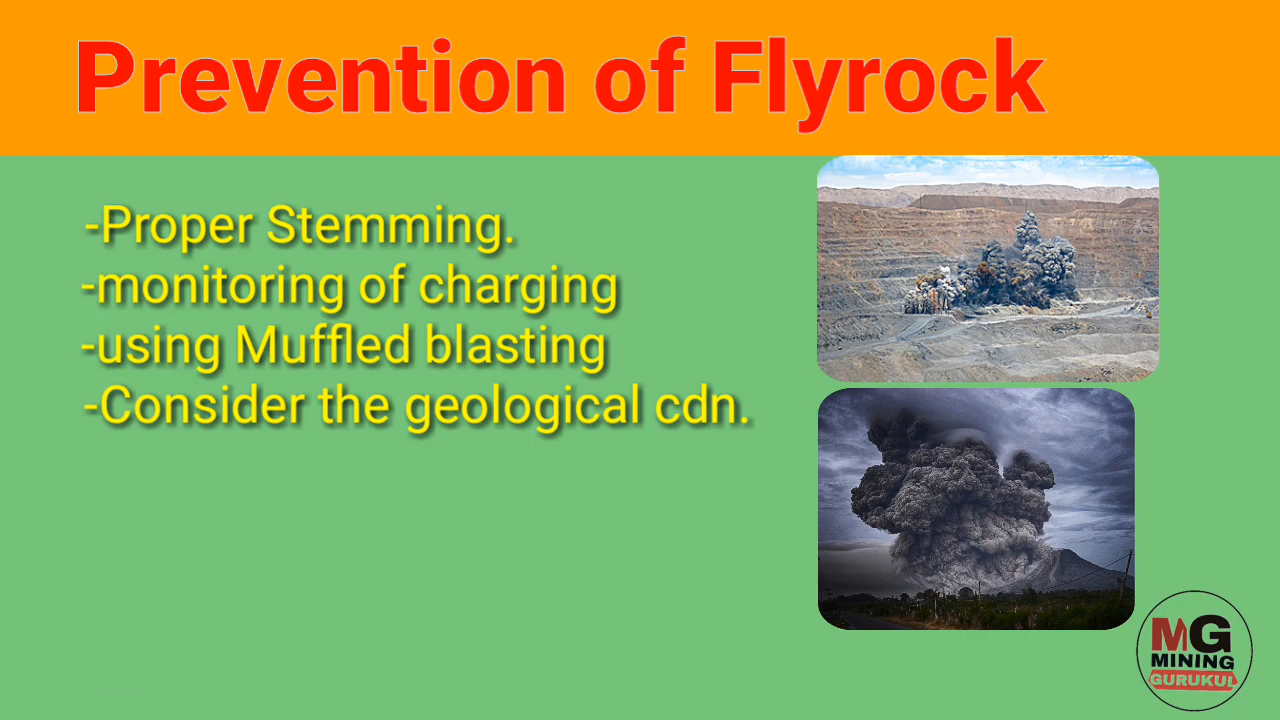 Prevention of Flyrock
-Proper Stemming.
-monitoring of charging
-using Muffled blasting
-Consider the geological cdn.
MG
MINING
GURUKUL